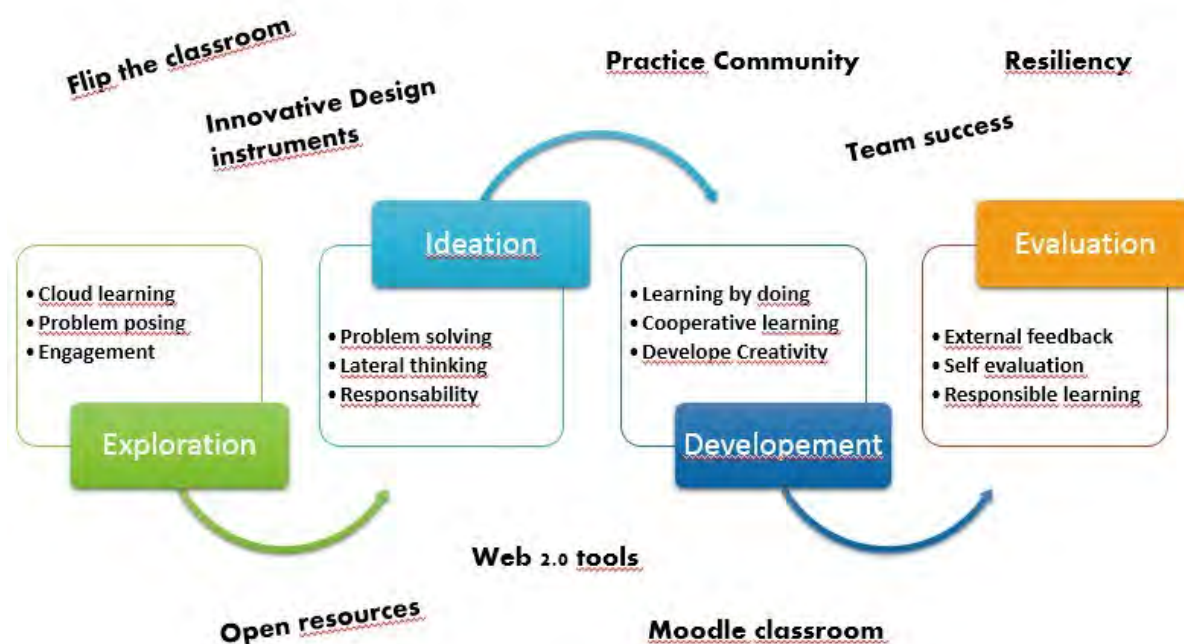 Flip the classroom
Innovative Design
instruments
Practice Community
Resiliency
Team success
Exploration
• Cloud learning
• Problem posing
• Engagement
Ideation
• Problem solving
• Lateral thinking
• Responsability
Developement
• Learning by doing
• Cooperative learning
• Develope Creativity
Evaluation
• External feedback
• Self evaluation
• Responsible learning
Web 2.0 tools
Open resources
Moodle classroom